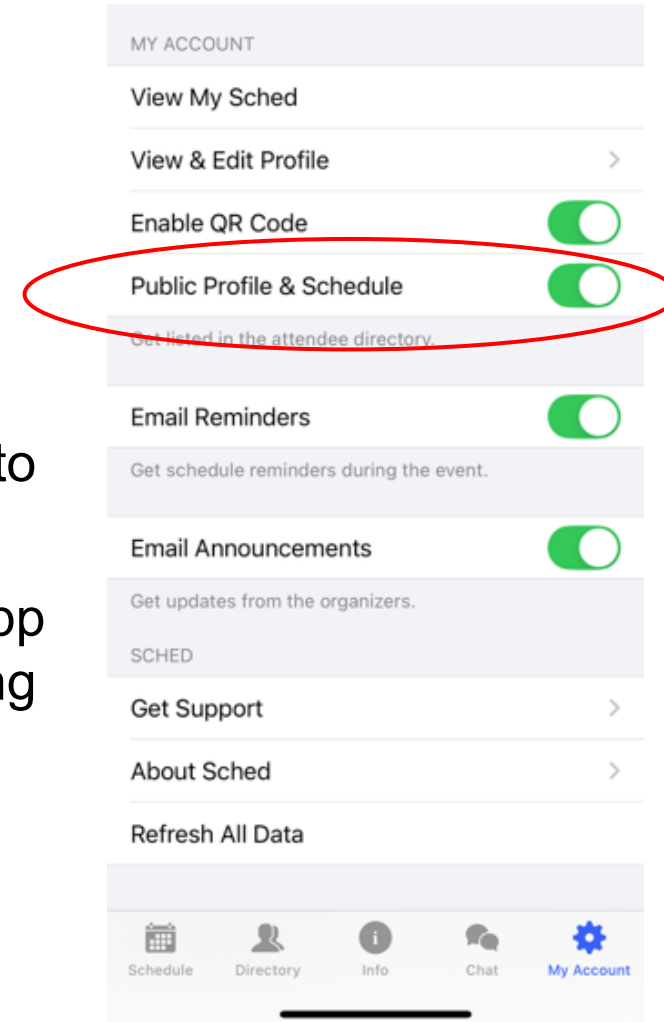 MY ACCOUNT
View My Sched
View & Edit Profile
Enable QR Code
Public Profile & Schedule
Get listed in the attendee directory.
Email Reminders
to
Get schedule reminders during the event.
Email Announcements
Get updates from the organizers.
SCHED
Get Support
About Sched
Refresh All Data
Schedule Directory Info Chat My Account